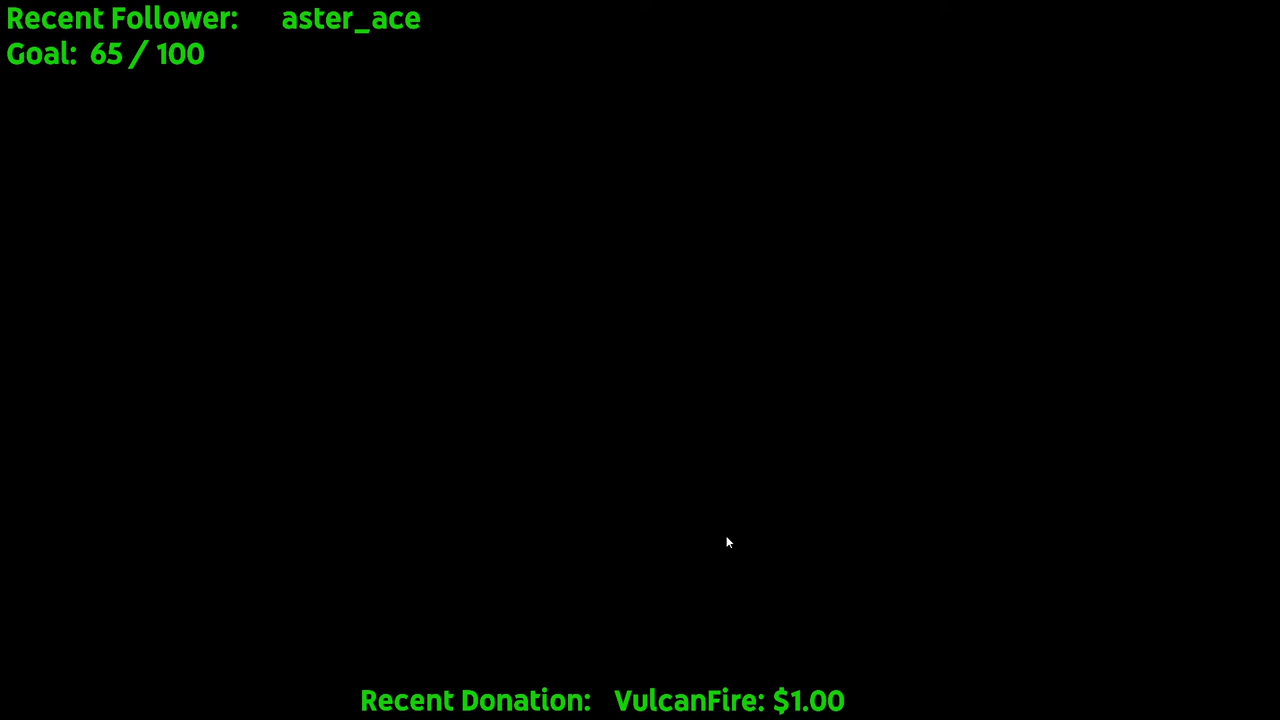 Recent Follower: aster_ace
Goal: 65 / 100
Recent Donation: VulcanFire: $1.00